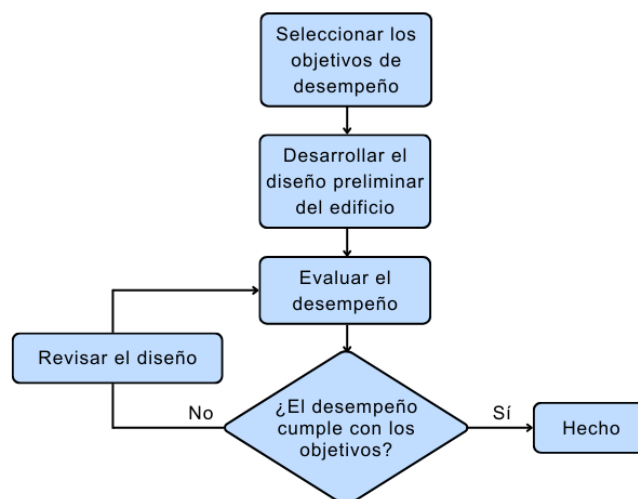 Seleccionar los
objetivos de
desempeño
Desarrollar el
diseño preliminar
del edificio
Evaluar el
desempeño
Revisar el diseño
¿El desempeño
cumple con los
objetivos?
No
Sí
Hecho